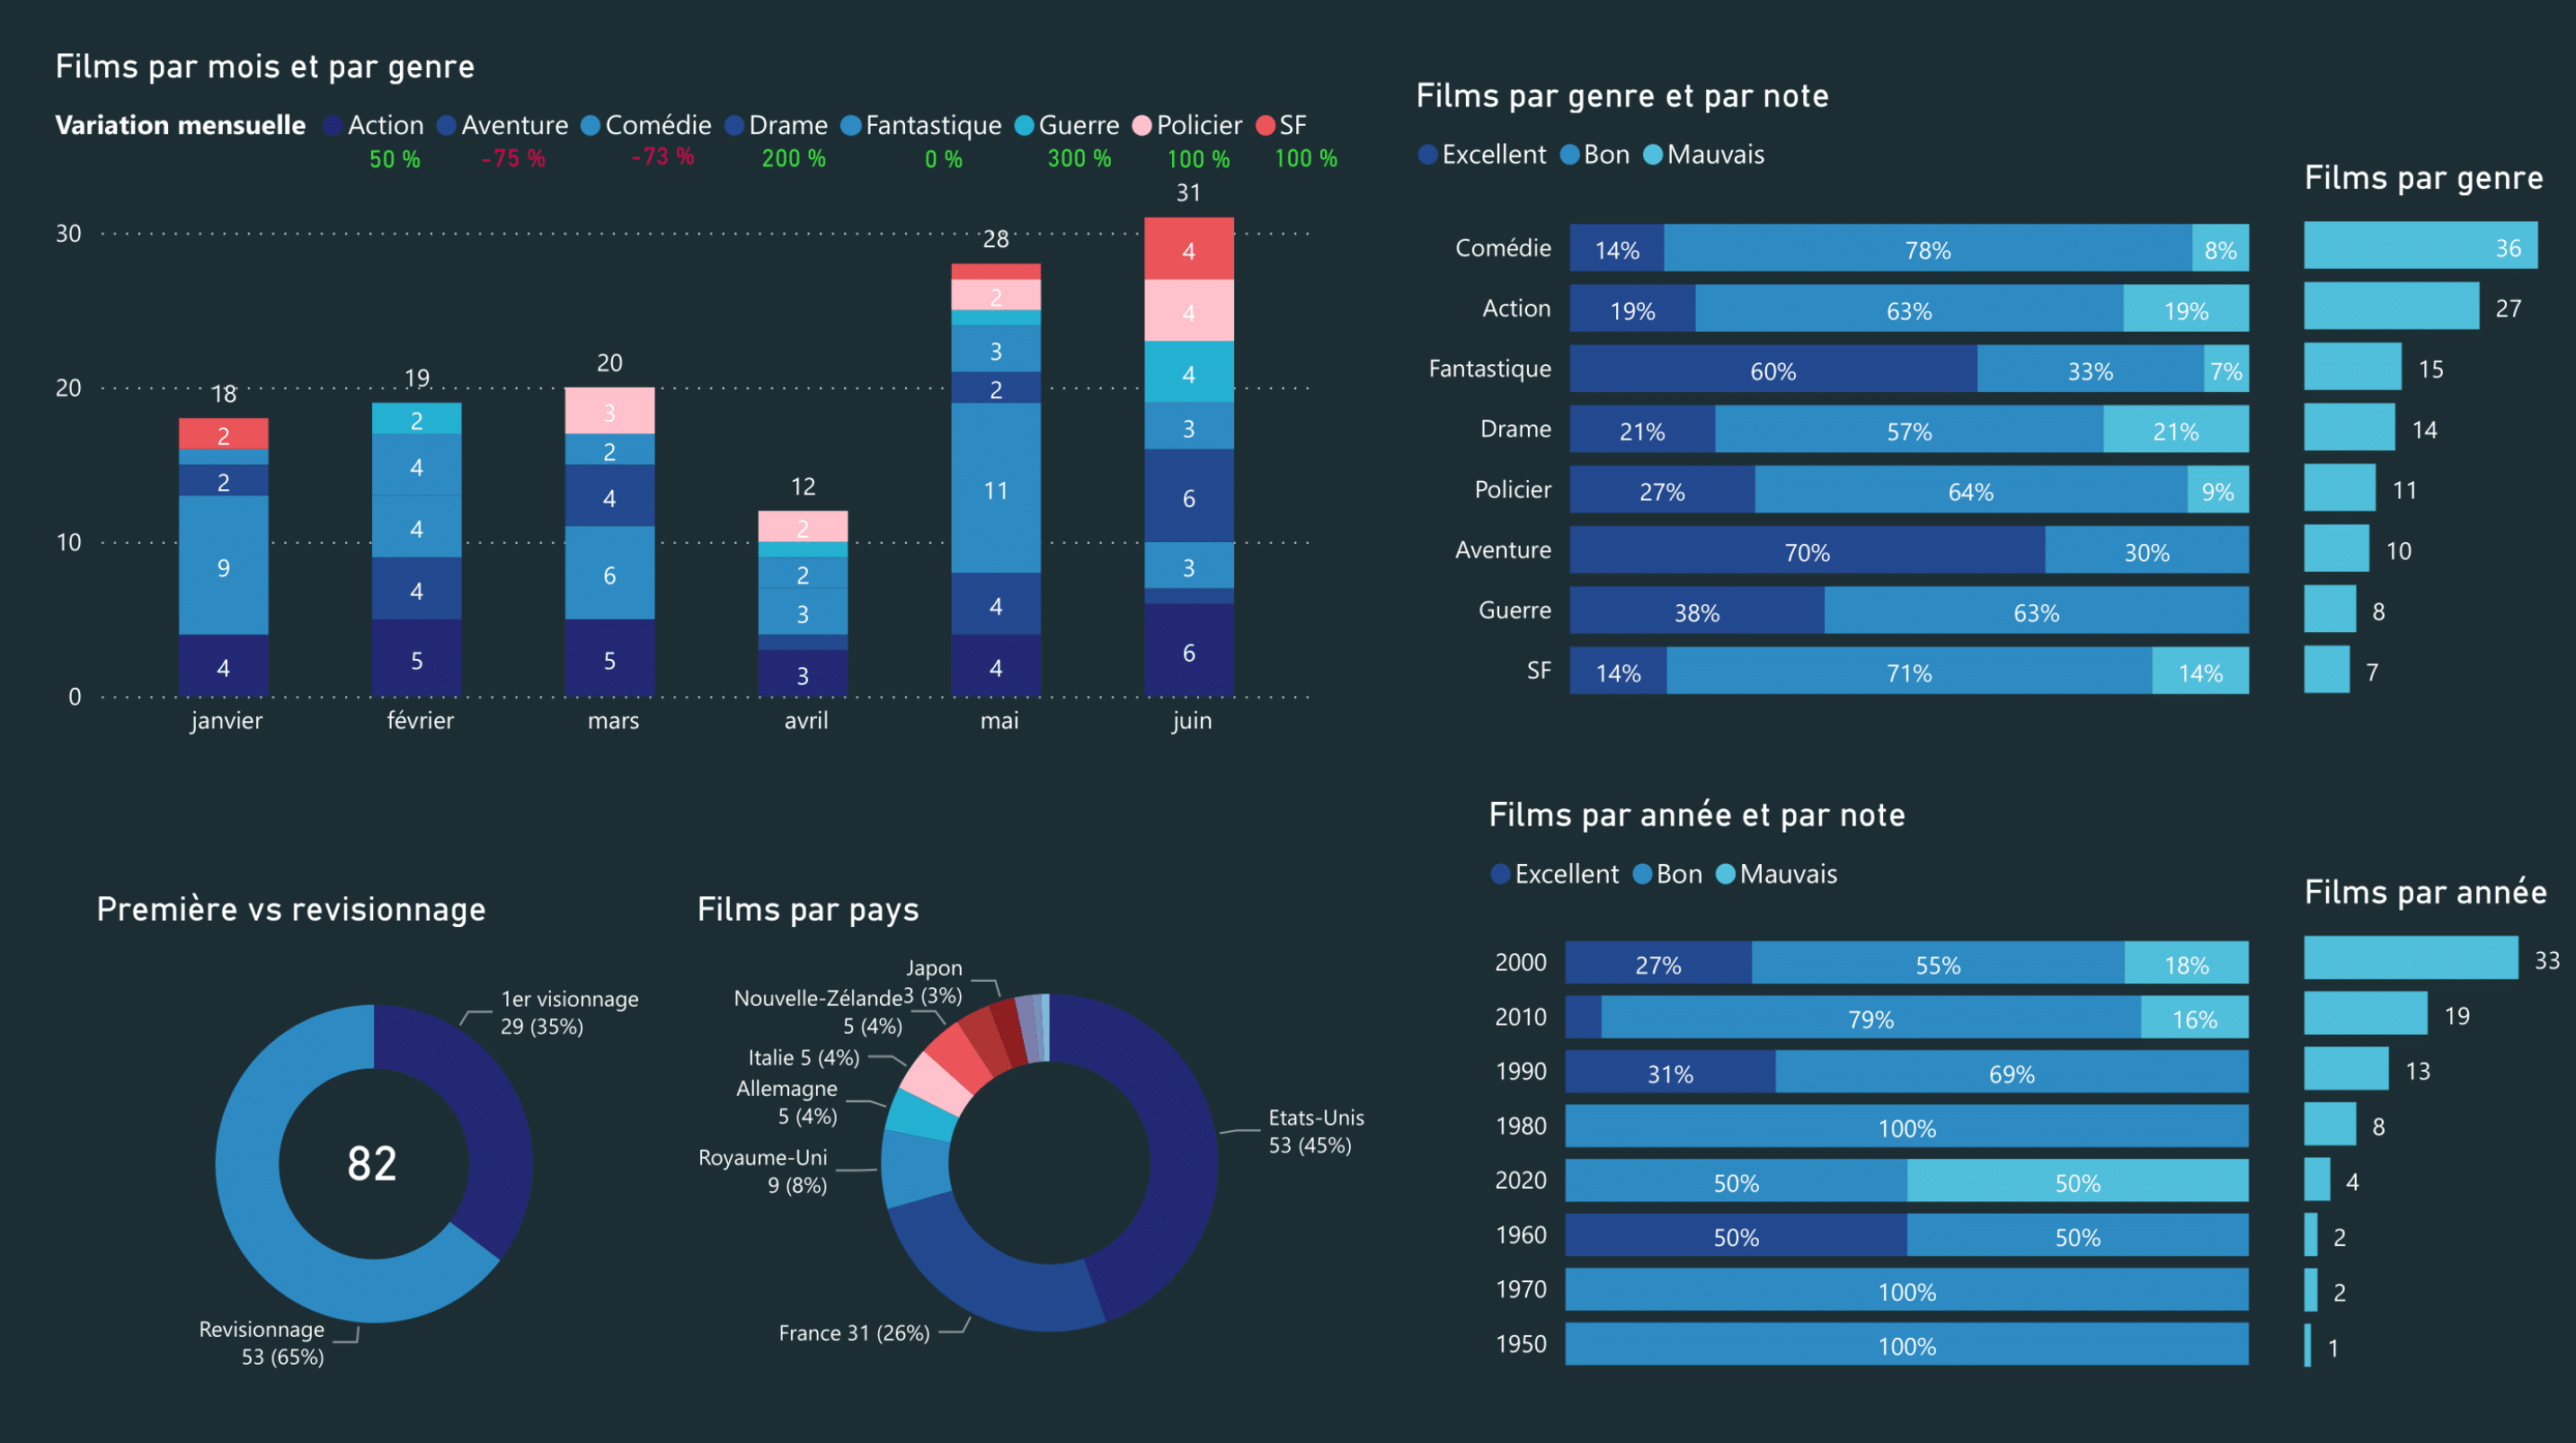 Films par mois et par genre
Variation mensuelle Action Aventure Comédie Drame Fantastique Guerre Policier SF
50 % -75 % -73 % 200 % 0 % 300 % 100 % 100 %
31
30
28
4
2
4
20
3
4
20
19
18
3
2
3
2
2
2
4
2
12
4
11
6
2
4
10
2
9
4
6
3
3
4
4
4
5
5
3
4
6
0
janvier février mars avril mai juin
Films par genre et par note
Excellent Bon Mauvais
Comédie 14% 78% 8%
Action 19% 63% 19%
Fantastique 60% 33% 7%
Drame 21% 57% 21%
Policier 27% 64% 9%
Aventure 70% 30%
Guerre 38% 63%
SF 14% 71% 14%
Films par genre
36
27
15
14
11
10
8
7
Première vs revisionnage
1er visionnage
29 (35%)
82
Revisionnage
53 (65%)
Films par pays
Japon
3 (3%)
Nouvelle-Zélande
5 (4%)
Italie 5 (4%)
Allemagne
5 (4%)
Royaume-Uni
9 (8%)
France 31 (26%)
Etats-Unis
53 (45%)
Films par année et par note
Excellent Bon Mauvais
2000 27% 55% 18%
2010 79% 16%
1990 31% 69%
1980 100%
2020 50% 50%
1960 50% 50%
1970 100%
1950 100%
Films par année
33
19
13
8
4
2
2
1